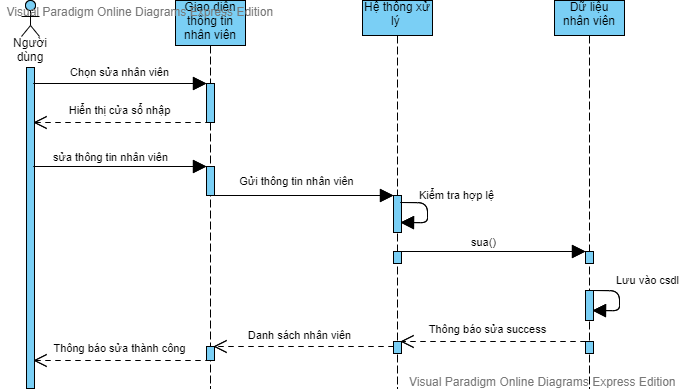 Visual Paradigm Online Diagrams Express Edition
Người
dùng
Giao diện
thông tin
nhân viên
Hệ thống xử
lý
Dữ liệu
nhân viên
Chọn sửa nhân viên
Hiển thị cửa sổ nhập
sửa thông tin nhân viên
Gửi thông tin nhân viên
Kiểm tra hợp lệ
sua()
Lưu vào csdl
Thông báo sửa success
Danh sách nhân viên
Thông báo sửa thành công
Visual Paradigm Online Diagrams Express Edition